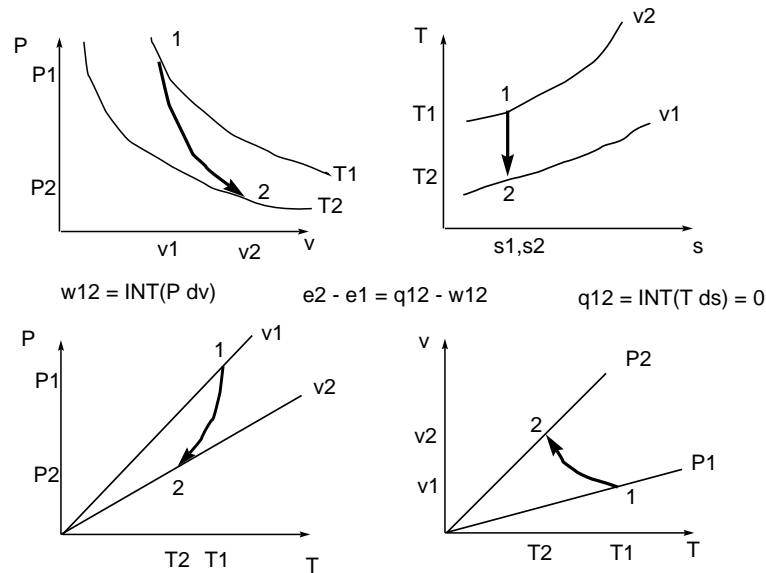 P
P1
P2
1
2
T1
T2
v1
v2
v
T
T1
T2
1
2
v2
v1
s1,s2
s
w12 = INT(P dv)
e2 - e1 = q12 - w12
q12 = INT(T ds) = 0
P
P1
P2
1
2
v1
v2
T2
T1
T
v
v2
v1
2
1
P2
P1
T2
T1
T